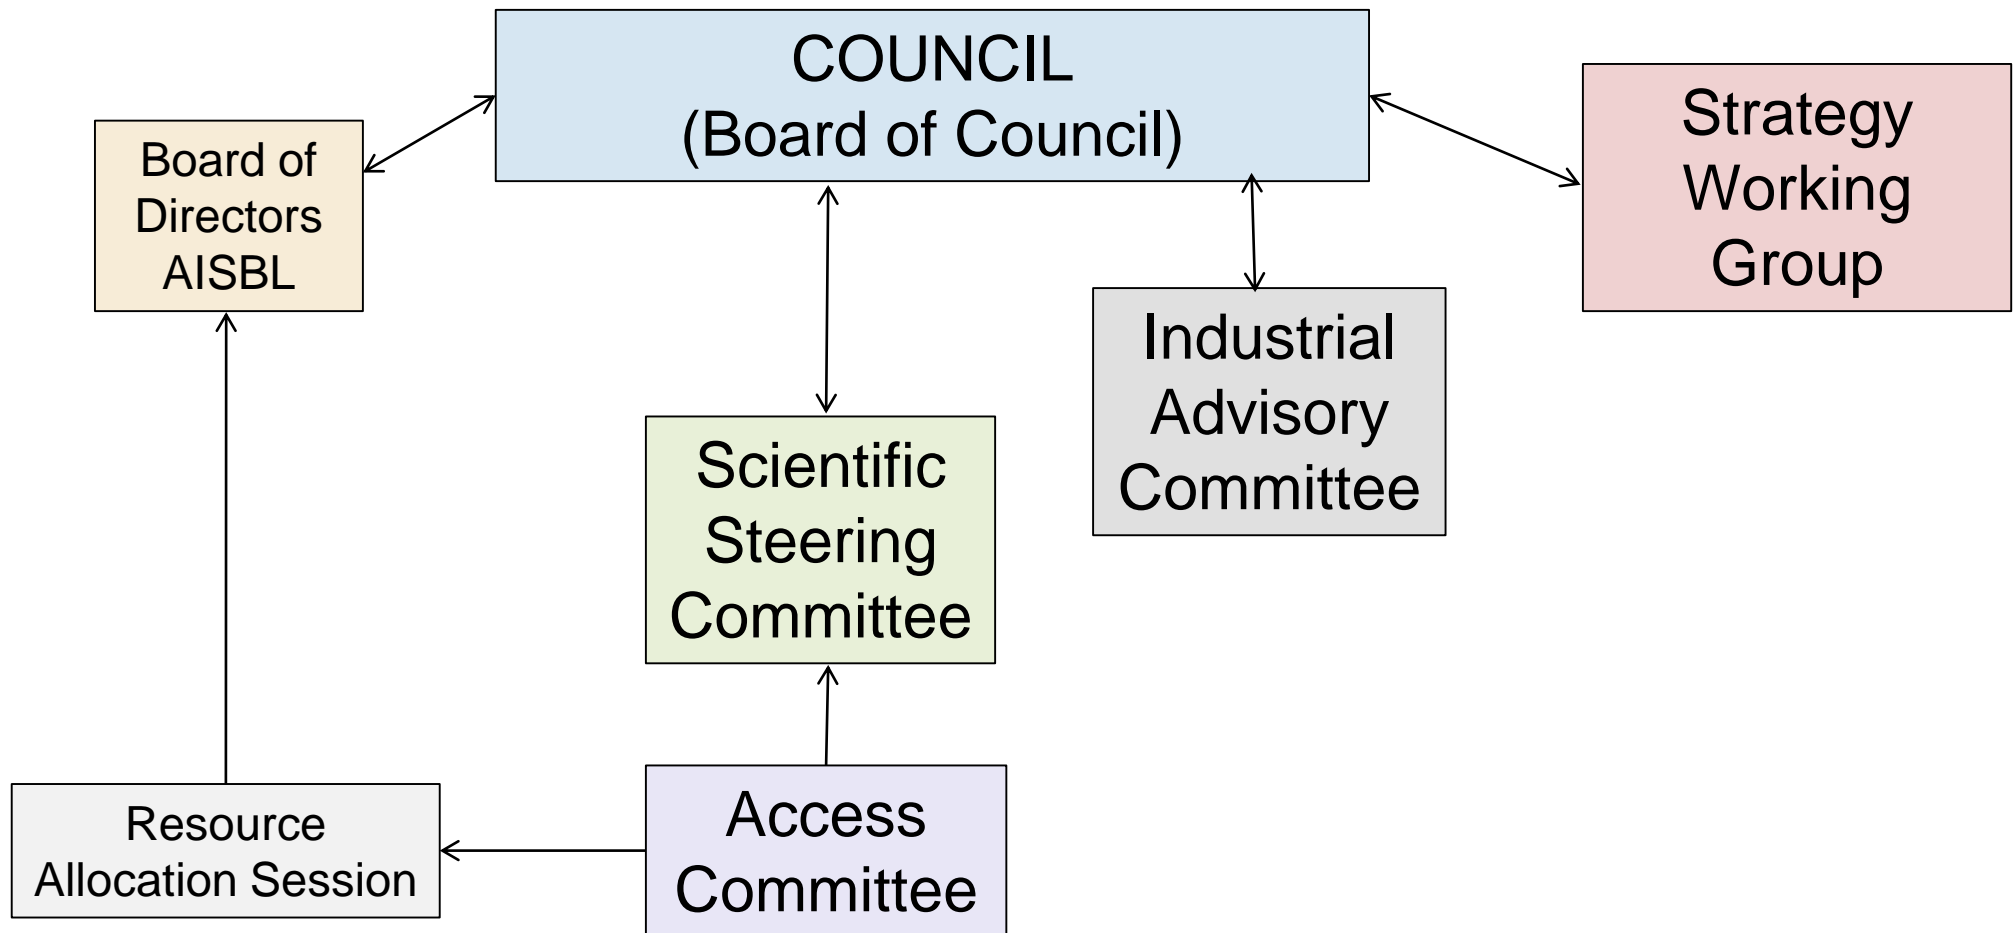 COUNCIL
(Board of Council)
Board of
Directors
AISBL
Strategy
Working
Group
Industrial
Advisory
Committee
Scientific
Steering
Committee
Resource
Allocation Session
Access
Committee